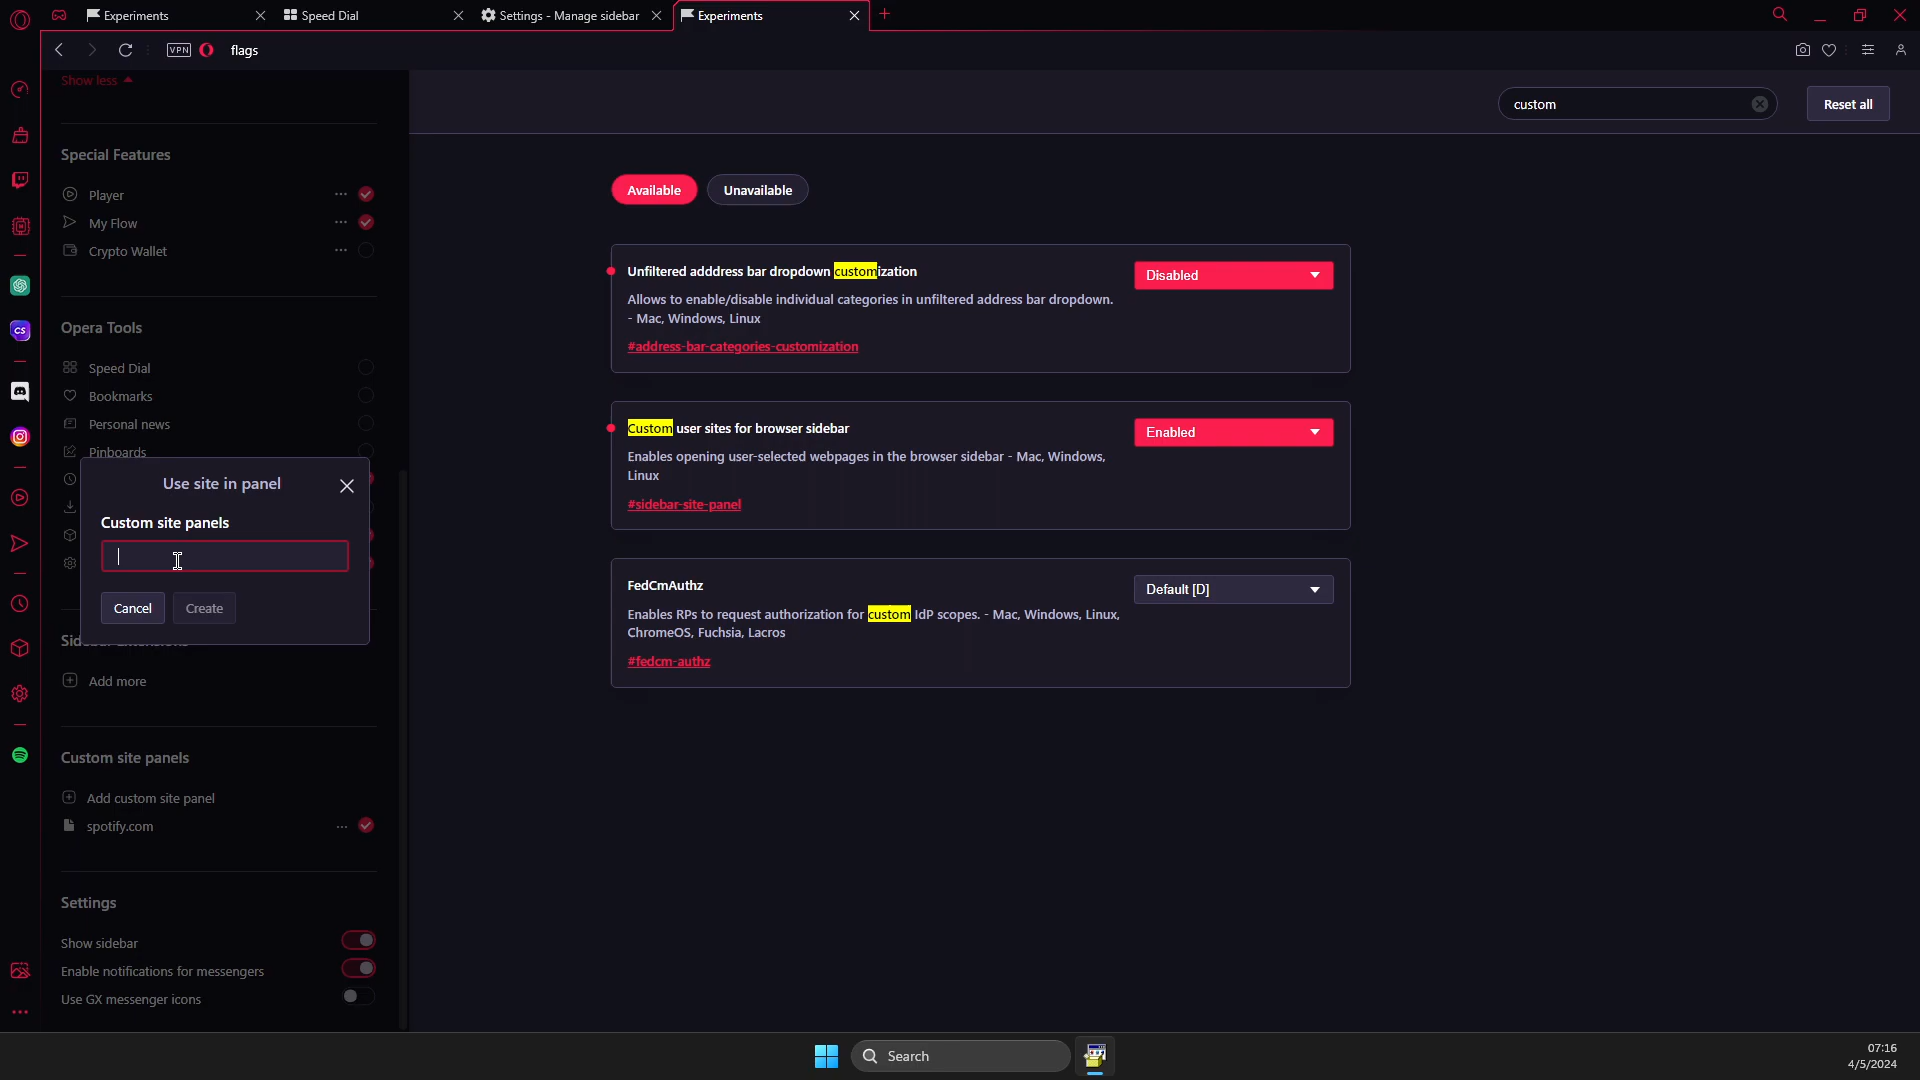 Experiments
Speed Dial
Settings - Manage sidebar
Experiments
VPN
flags
Show less
custom
Reset all
Special Features
Player
My Flow
Crypto Wallet
Opera Tools
Speed Dial
Bookmarks
Personal news
Pinboards
Use site in panel
Custom site panels
Cancel
Create
Add more
Custom site panels
Add custom site panel
spotify.com
Settings
Show sidebar
Enable notifications for messengers
Use GX messenger icons
Available
Unavailable
Unfiltered adddress bar dropdown customization
Disabled
Allows to enable/disable individual categories in unfiltered address bar dropdown.
- Mac, Windows, Linux
#address-bar-categories-customization
Custom user sites for browser sidebar
Enabled
Enables opening user-selected webpages in the browser sidebar - Mac, Windows,
Linux
#sidebar-site-panel
FedCmAuthz
Default [D]
Enables RPs to request authorization for custom IdP scopes. - Mac, Windows, Linux,
ChromeOS, Fuchsia, Lacros
#fedcm-authz
CS
Search
07:16
4/5/2024